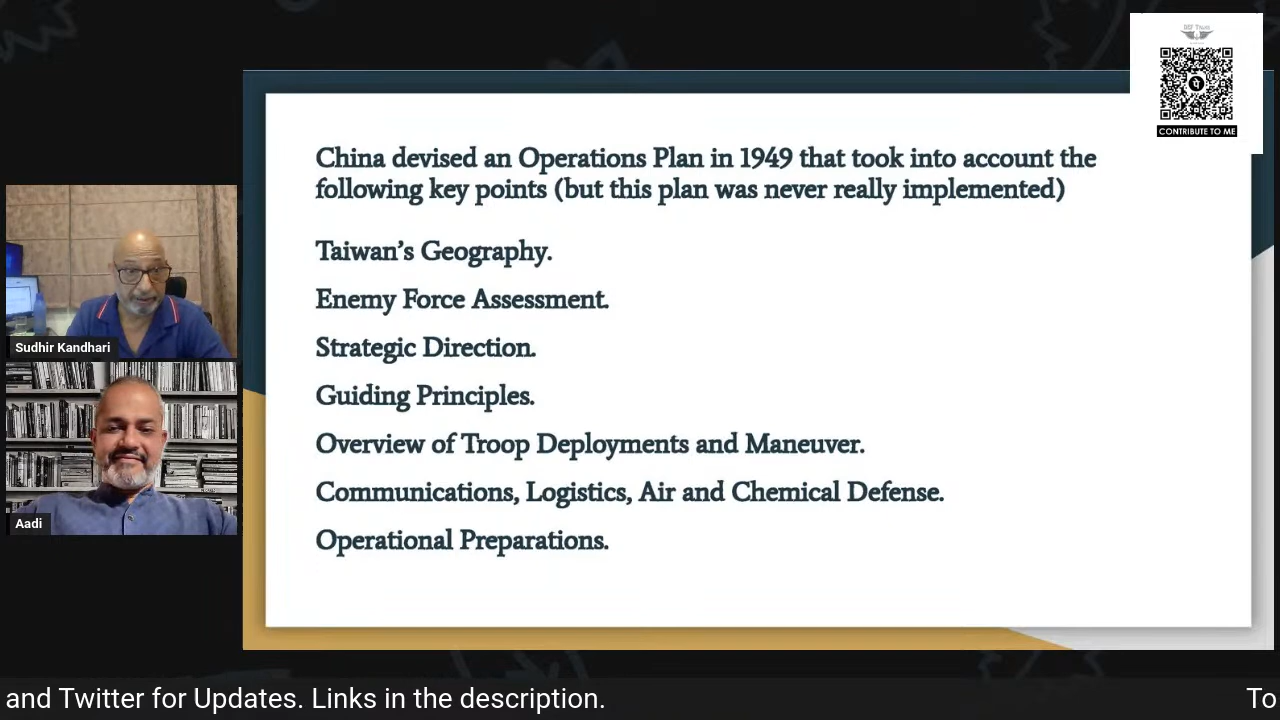 CONTRIBUTE TO ME
China devised an Operations Plan in 1949 that took into account the
following key points (but this plan was never really implemented)
Taiwan’s Geography.
Enemy Force Assessment.
Strategic Direction.
Guiding Principles.
Overview of Troop Deployments and Maneuver.
Communications, Logistics, Air and Chemical Defense.
Operational Preparations.
Sudhir Kandhari
Aadi
and Twitter for Updates. Links in the description.
To